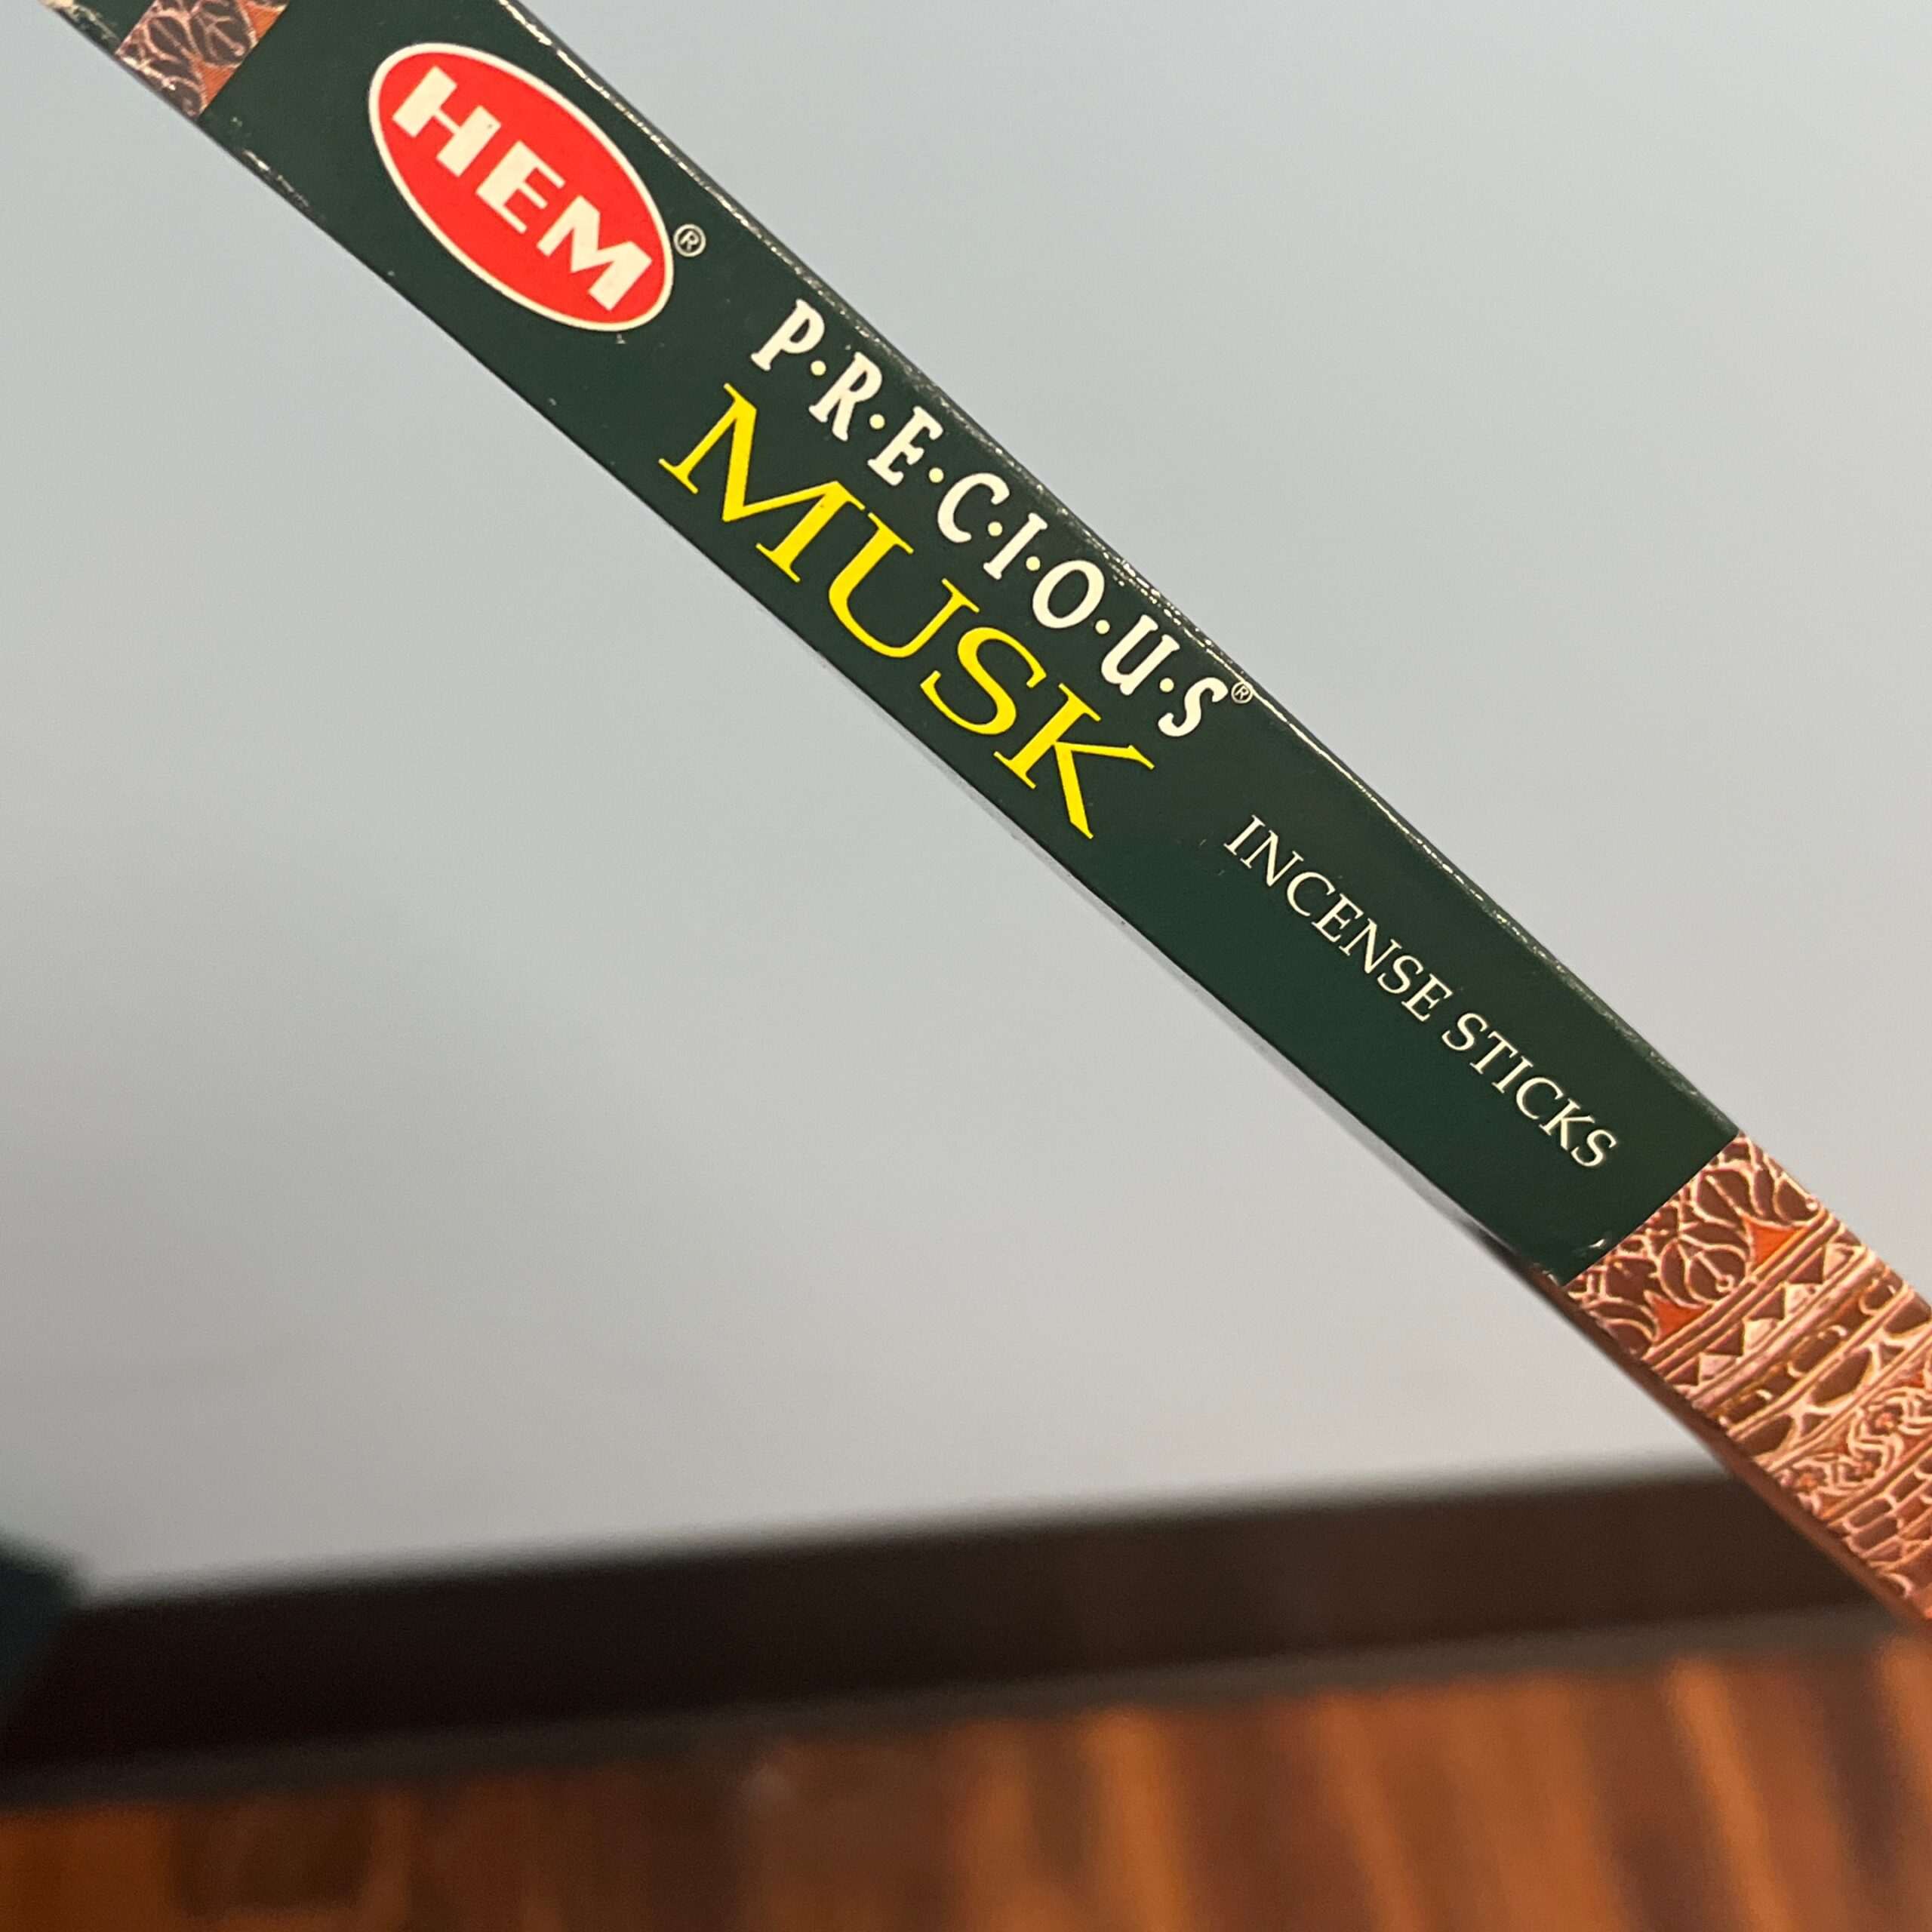 HEM®
P·R·E·C·I·O·U·S®
MUSK
INCENSE STICKS